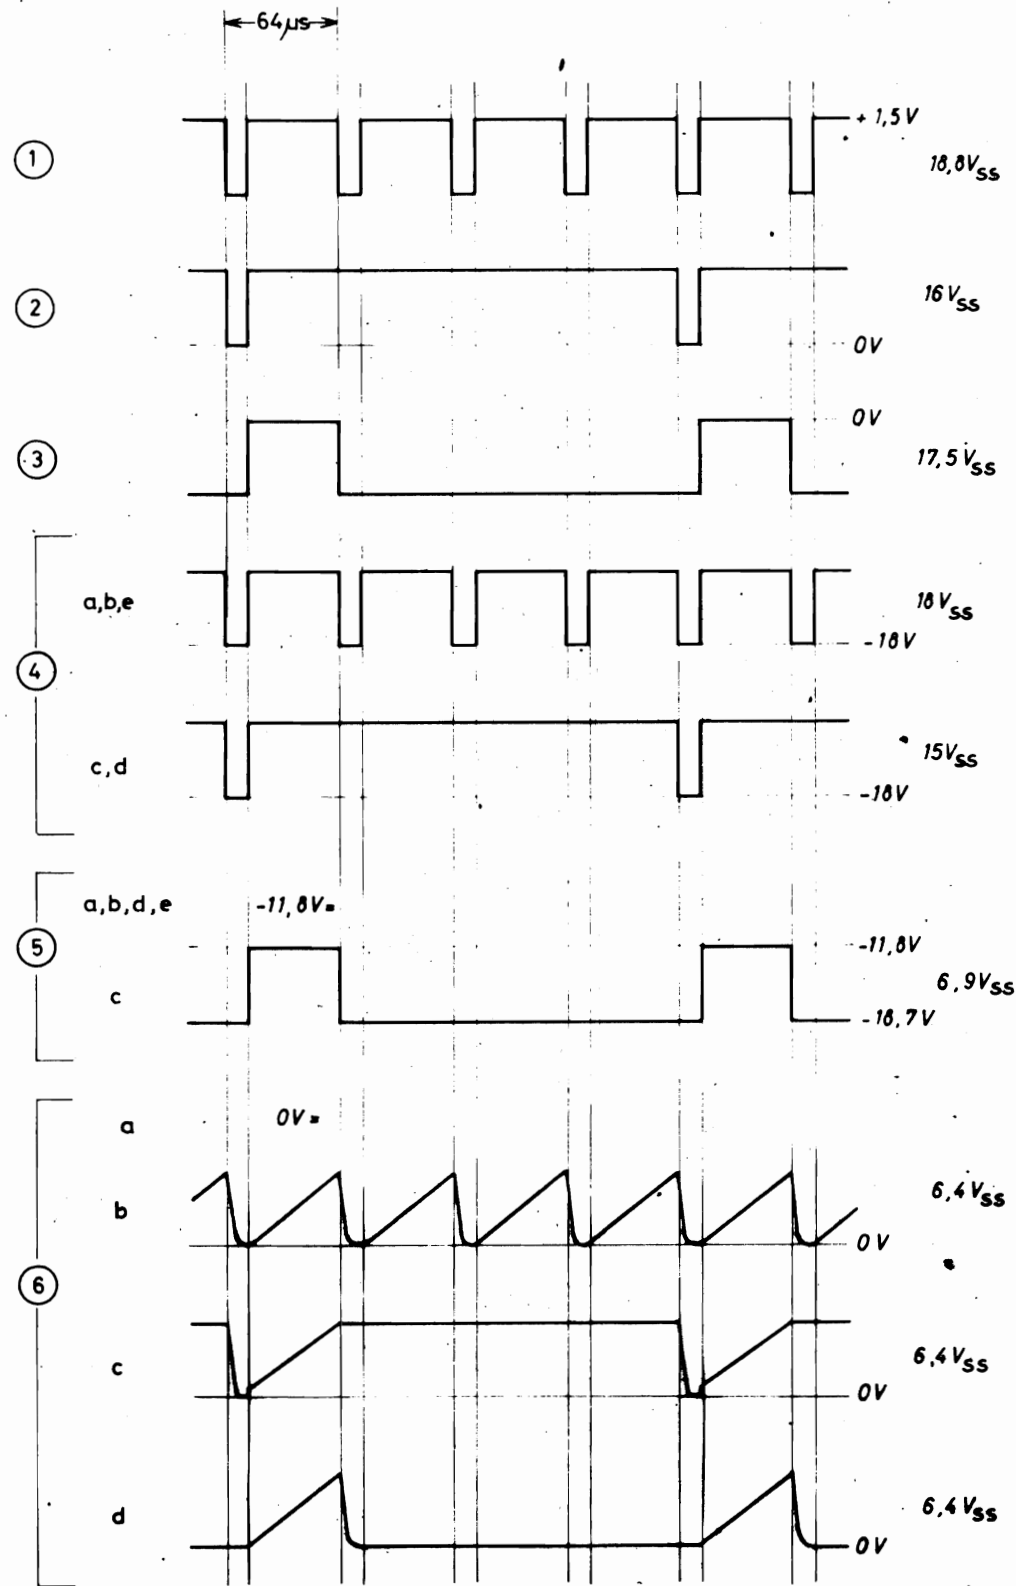 64µs
+ 1,5 V
1
18,8Vss
2
16Vss
0V
0V
3
17,5Vss
a,b,e
18Vss
-18V
4
c,d
15Vss
-18V
a,b,d,e
-11,8V=
5
-11,8V
c
6,9Vss
-18,7V
a
0V=
b
6,4Vss
0V
6
c
6,4Vss
0V
d
6,4Vss
0V